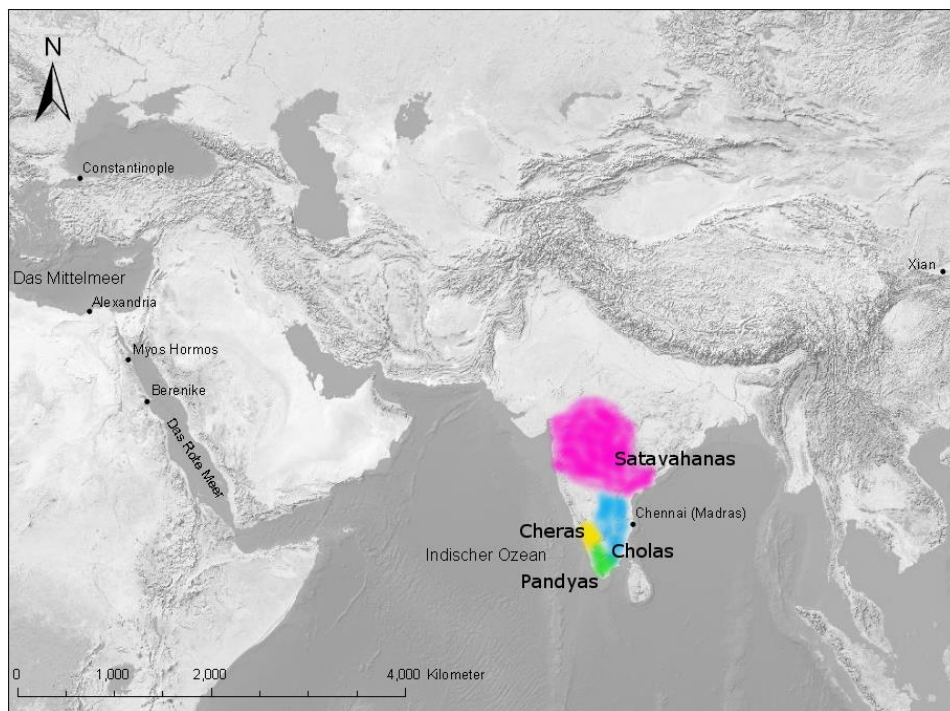 N
Constantinople
Das Mittelmeer
Xian
Alexandria
Myos Hormos
Berenike
Das Rote Meer
Satavahanas
Chennai (Madras)
Cheras
Indischer Ozean
Cholas
Pandyas
0 1,000 2,000 4,000 Kilometer